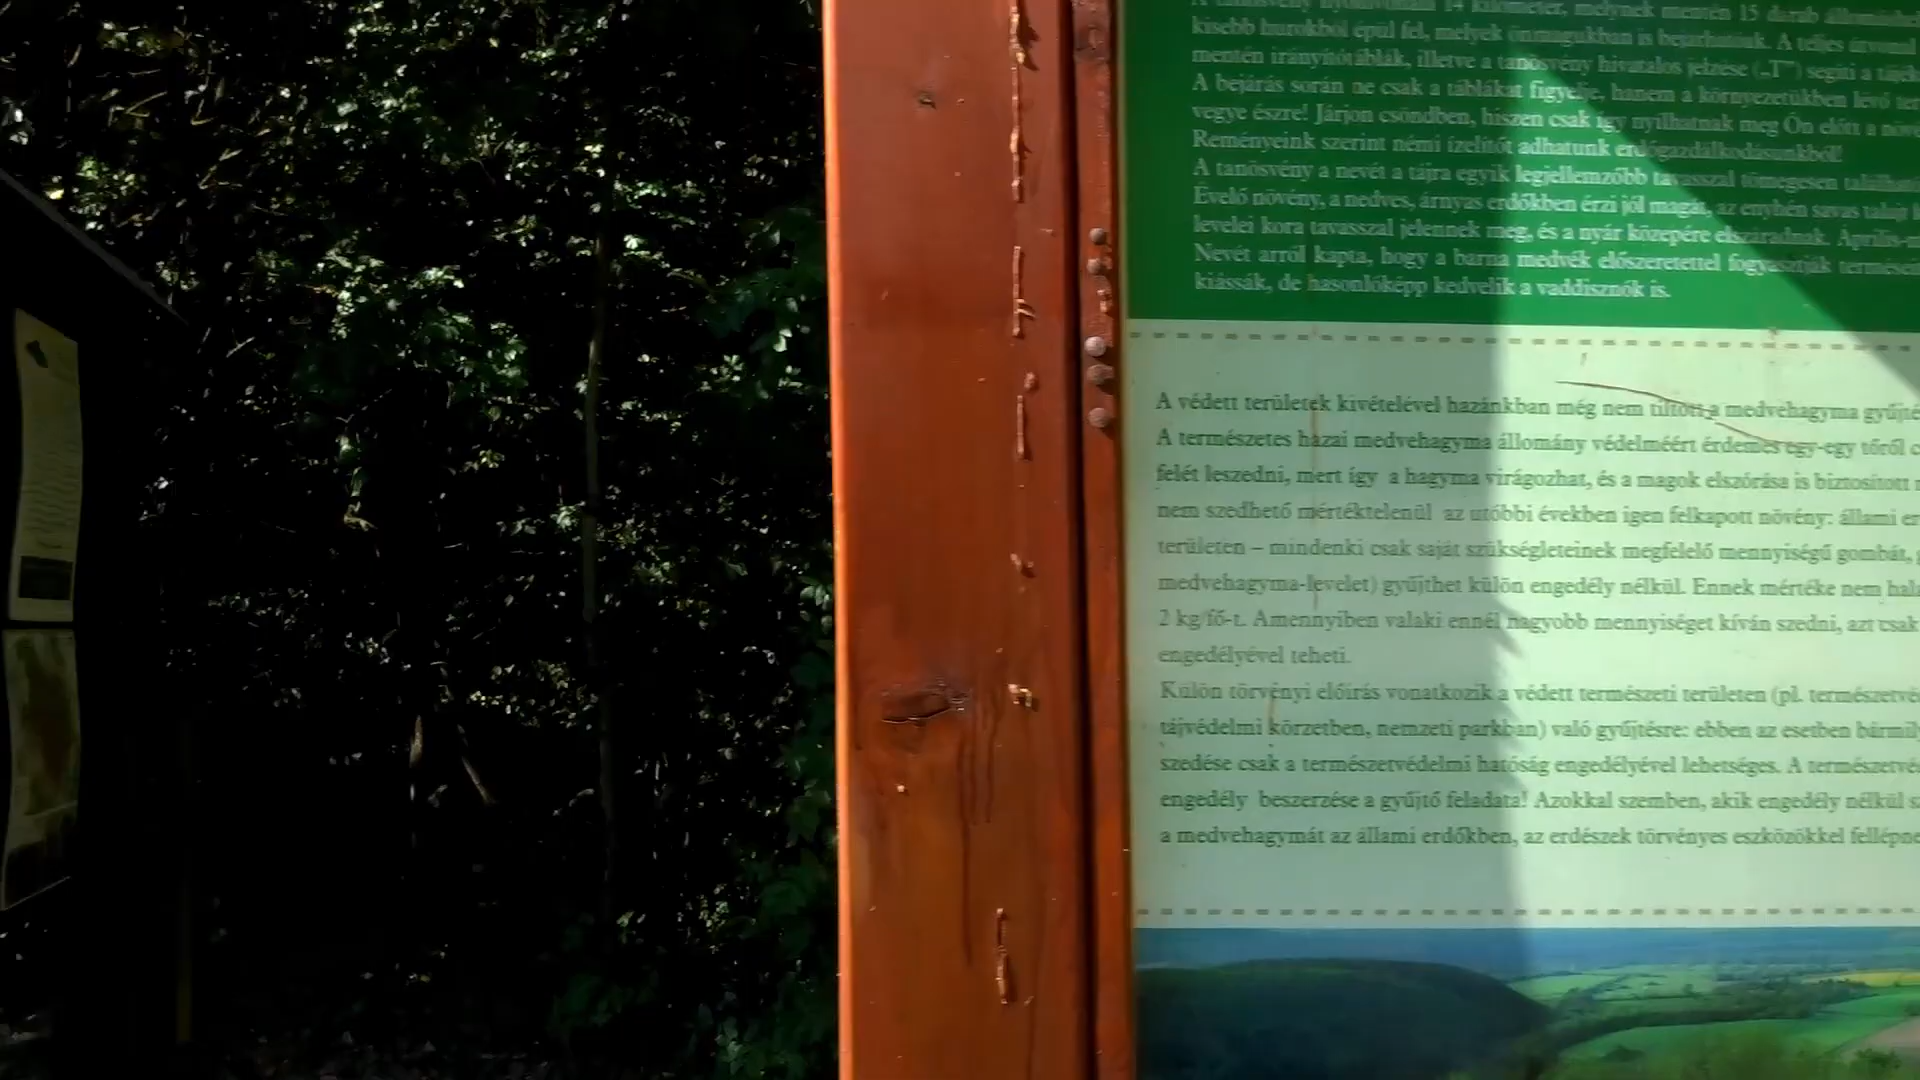 A tanösvény nyomvonala 14 kilométer, melynek mentén 15 darab
kisebb hurokból épül fel, melyek önmagukban is bejárhatóak. A teljes útvonal
mentén irányítótáblák, illetve a tanösvény hivatalos jelzése („T”) segíti a
A bejárás során ne csak a táblákat figyelje, hanem a környezetükben lévő
vegye észre! Járjon csöndben, hiszen csak így nyílhatnak meg Ön előtt a
Reményeink szerint némi ízelítőt adhatunk erdőgazdálkodásunkból!
A tanösvény a nevét a tájra egyik legjellemzőbb tavasszal tömegesen
Évelő növény, a nedves, árnyas erdőkben érzi jól magát, az enyhén savas talajt
levelei kora tavasszal jelennek meg, és a nyár közepére elszáradnak.
Nevét arról kapta, hogy a barna medvék előszeretettel fogyasztják
kiássák, de hasonlóképp kedvelik a vaddisznók is.
A védett területek kivételével hazánkban még nem tiltott a medvehagyma
A természetes hazai medvehagyma állomány védelméért érdemes egy-egy tőről
felét leszedni, mert így a hagyma virágozhat, és a magok elszórása is biztosított
nem szedhető mértéktelenül az utóbbi években igen felkapott növény: állami
területen – mindenki csak saját szükségleteinek megfelelő mennyiségű gombát,
medvehagyma-levelet) gyűjthet külön engedély nélkül. Ennek mértéke nem
2 kg/fő-t. Amennyiben valaki ennél nagyobb mennyiséget kíván szedni, azt csak
engedélyével teheti.
Külön törvényi előírás vonatkozik a védett természeti területen (pl.
tájvédelmi körzetben, nemzeti parkban) való gyűjtésre: ebben az esetben
szedése csak a természetvédelmi hatóság engedélyével lehetséges. A
engedély beszerzése a gyűjtő feladata! Azokkal szemben, akik engedély nélkül
a medvehagymát az állami erdőkben, az erdészek törvényes eszközökkel